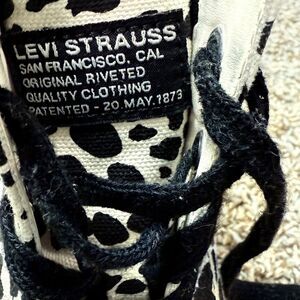 LEVI STRAUSS
SAN FRANCISCO, CAL
ORIGINAL RIVETED
QUALITY CLOTHING
PATENTED - 20.MAY.1873